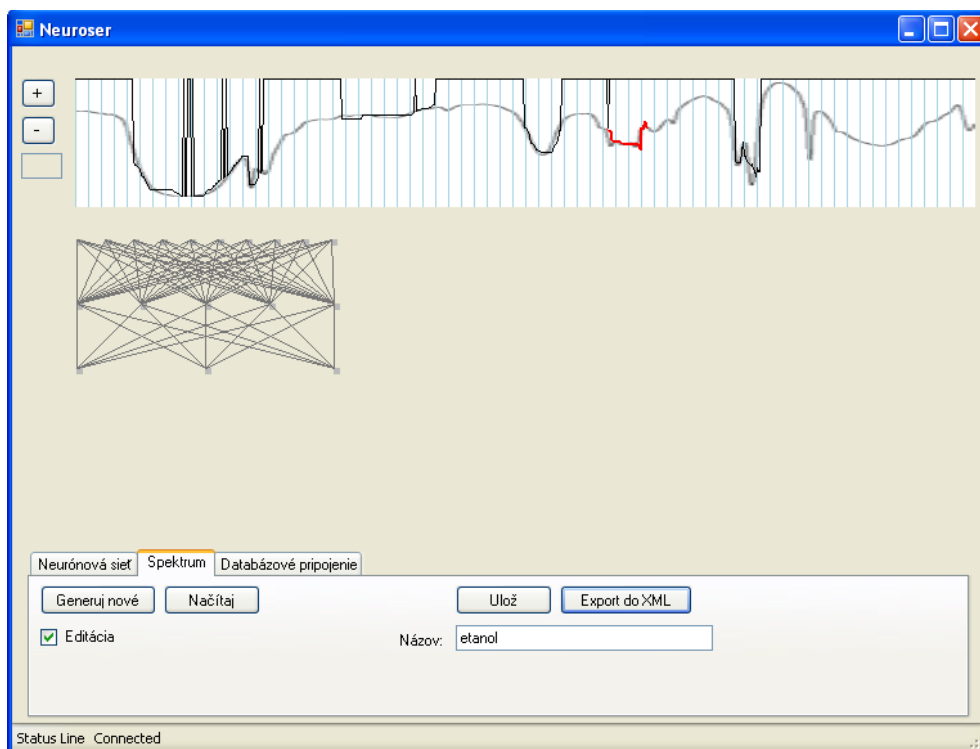 Neuroser
+
-
Neurónová sieť Spektrum Databázové pripojenie
Generuj nové Načítaj Ulož Export do XML
Editácia Názov: etanol
Status Line Connected